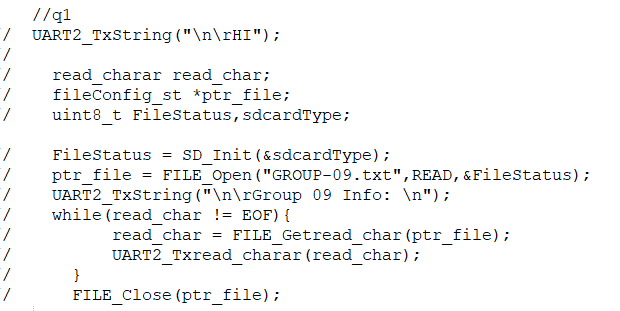 //q1
// UART2_TxString("\n\rHI");
//
// read_charar read_char;
// fileConfig_st *ptr_file;
// uint8_t FileStatus,sdcardType;
// FileStatus = SD_Init(&sdcardType);
// ptr_file = FILE_Open("GROUP-09.txt",READ,&FileStatus);
// UART2_TxString("\n\rGroup 09 Info: \n");
// while(read_char != EOF){
// read_char = FILE_Getread_char(ptr_file);
// UART2_Txread_charar(read_char);
// }
// FILE_Close(ptr_file);